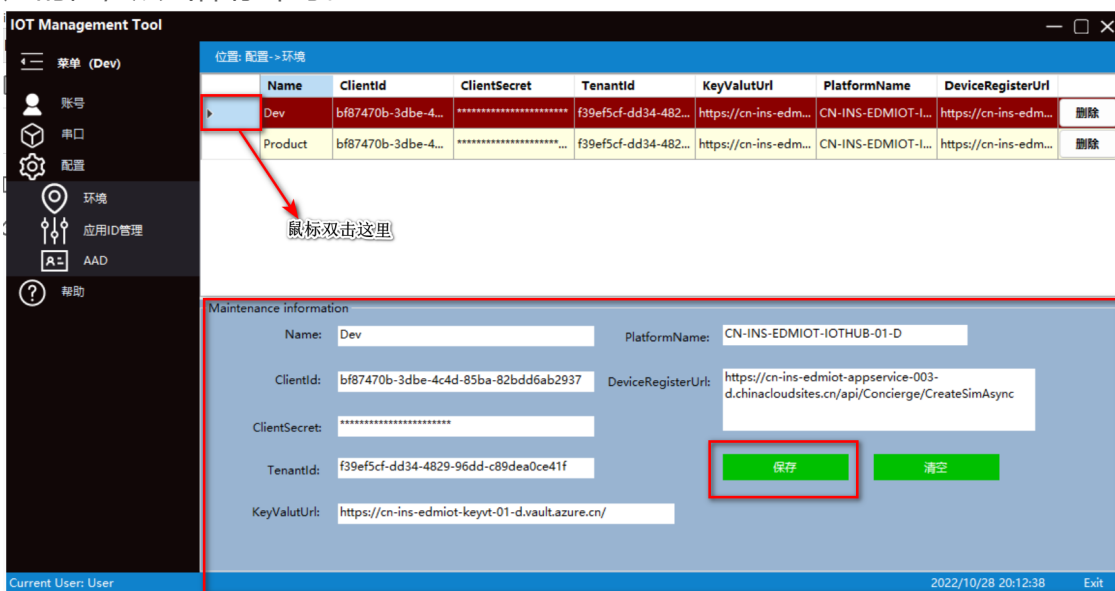 IOT Management Tool
菜单 (Dev)
账号
串口
配置
环境
应用ID管理
AAD
帮助
位置: 配置->环境
Name ClientId ClientSecret TenantId KeyValutUrl PlatformName DeviceRegisterUrl
Dev bf87470b-3dbe-4... *********************** f39ef5cf-dd34-482... https://cn-ins-edm... CN-INS-EDMIOT-I... https://cn-ins-edm... 删除
Product bf87470b-3dbe-4... *********************... f39ef5cf-dd34-482... https://cn-ins-edm... CN-INS-EDMIOT-I... https://cn-ins-edm... 删除
鼠标双击这里
Maintenance information
Name: Dev
PlatformName: CN-INS-EDMIOT-IOTHUB-01-D
ClientId: bf87470b-3dbe-4c4d-85ba-82bdd6ab2937
DeviceRegisterUrl: https://cn-ins-edmiot-appservice-003-
d.chinacloudsites.cn/api/Concierge/CreateSimAsync
ClientSecret: ***********************
TenantId: f39ef5cf-dd34-4829-96dd-c89dea0ce41f
保存 清空
KeyValutUrl: https://cn-ins-edmiot-keyvt-01-d.vault.azure.cn/
Current User: User 2022/10/28 20:12:38 Exit